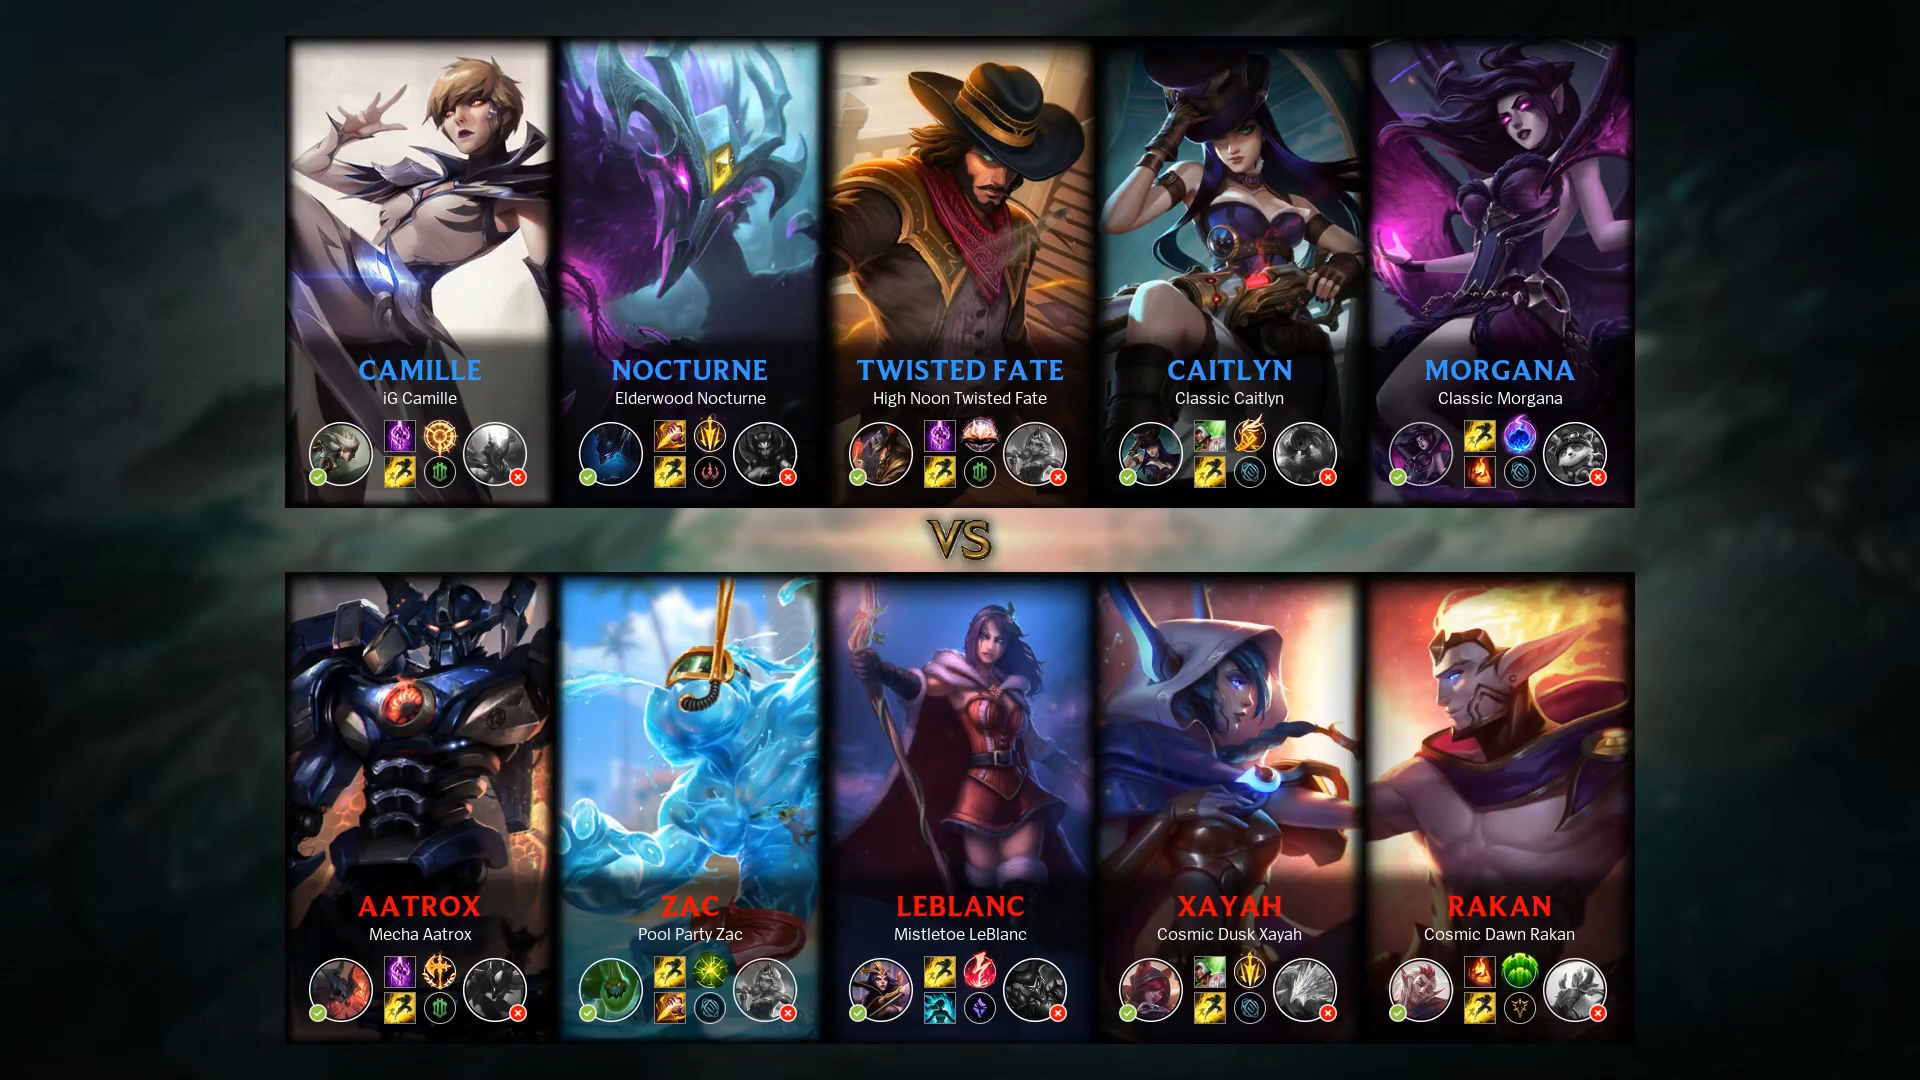 CAMILLE
iG Camille
NOCTURNE
Elderwood Nocturne
TWISTED FATE
High Noon Twisted Fate
CAITLYN
Classic Caitlyn
MORGANA
Classic Morgana
VS
AATROX
Mecha Aatrox
ZAC
Pool Party Zac
LEBLANC
Mistletoe LeBlanc
XAYAH
Cosmic Dusk Xayah
RAKAN
Cosmic Dawn Rakan